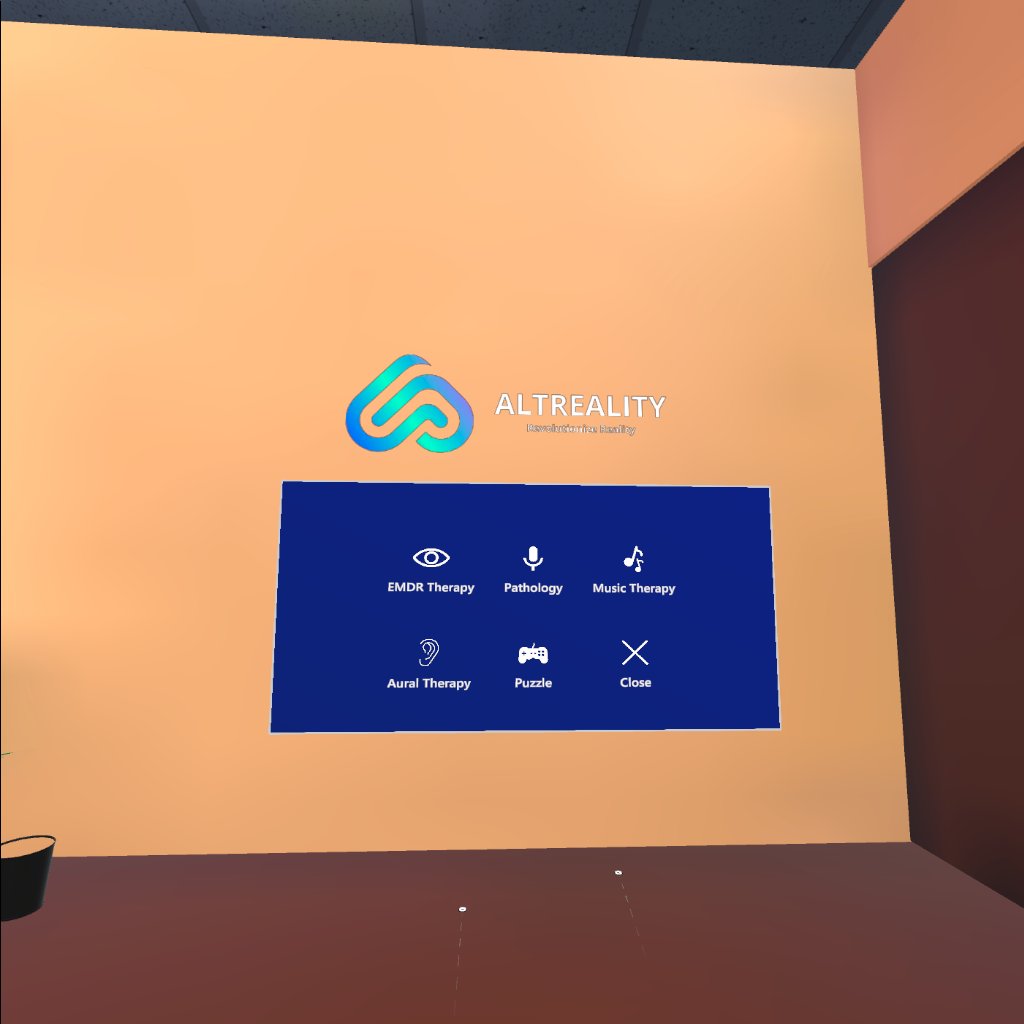 ALTREALITY
Revolutionize Reality
EMDR Therapy
Pathology
Music Therapy
Aural Therapy
Puzzle
Close